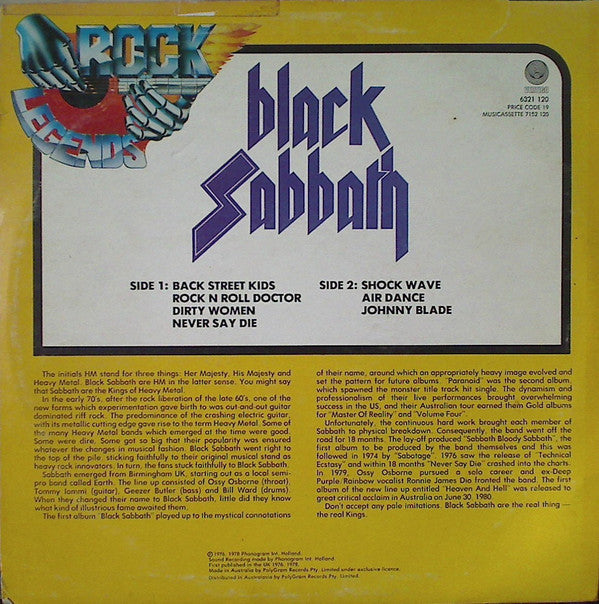 ROCK
LEGENDS
VERTIGO
6321 120
PRICE CODE 19
MUSICASSETTE 7152 120
black
Sabbath
SIDE 1: BACK STREET KIDS
ROCK N ROLL DOCTOR
DIRTY WOMEN
NEVER SAY DIE
SIDE 2: SHOCK WAVE
AIR DANCE
JOHNNY BLADE
The initials HM stand for three things: Her Majesty, His Majesty and
Heavy Metal. Black Sabbath are HM in the latter sense. You might say
that Sabbath are the Kings of Heavy Metal.
In the early 70's, after the rock liberation of the late 60's, one of the
new forms which experimentation gave birth to was out-and-out guitar
dominated riff rock. The predominance of the crashing electric guitar,
with its metallic cutting edge gave rise to the term Heavy Metal. Some of
the many Heavy Metal bands which emerged at the time were good.
Some were dire. Some got so big that their popularity was ensured
whatever the changes in musical fashion. Black Sabbath went right to
the top of the pile, sticking faithfully to their original musical stand as
heavy rock innovators. In turn, the fans stuck faithfully to Black Sabbath.
Sabbath emerged from Birmingham UK, starting out as a local semi-
pro band called Earth. The line up consisted of Ossy Osborne (throat),
Tommy Iommi (guitar), Geezer Butler (bass) and Bill Ward (drums).
When they changed their name to Black Sabbath, little did they know
what kind of illustrious fame awaited them.
The first album "Black Sabbath" played up to the mystical connotations
of their name, around which an appropriately heavy image evolved and
set the pattern for future albums. "Paranoid" was the second album,
which spawned the monster title track hit single. The dynamism and
professionalism of their live performances brought overwhelming
success in the US, and their Australian tour earned them Gold albums
for "Master Of Reality" and "Volume Four".
Unfortunately, the continuous hard work brought each member of
Sabbath to physical breakdown. Consequently, the band went off the
road for 18 months. The lay-off produced "Sabbath Bloody Sabbath", the
first album to be produced by the band themselves and this was
followed in 1974 by "Sabotage". 1976 saw the release of "Technical
Ecstasy" and within 18 months "Never Say Die" crashed into the charts.
In 1979, Ossy Osborne pursued a solo career and ex-Deep
Purple, Rainbow vocalist Ronnie James Dio fronted the band. The first
album of the new line up entitled "Heaven And Hell" was released to
great critical acclaim in Australia on June 30, 1980.
Don't accept any pale imitations. Black Sabbath are the real thing —
the real Kings.
℗ 1976, 1978 Phonogram Int. Holland.
Sound Recording made by Phonogram Int. Holland.
First published in the UK 1976, 1978.
Made in Australia by PolyGram Records Pty. Limited under exclusive licence.
Distributed in Australasia by PolyGram Records Pty. Limited.